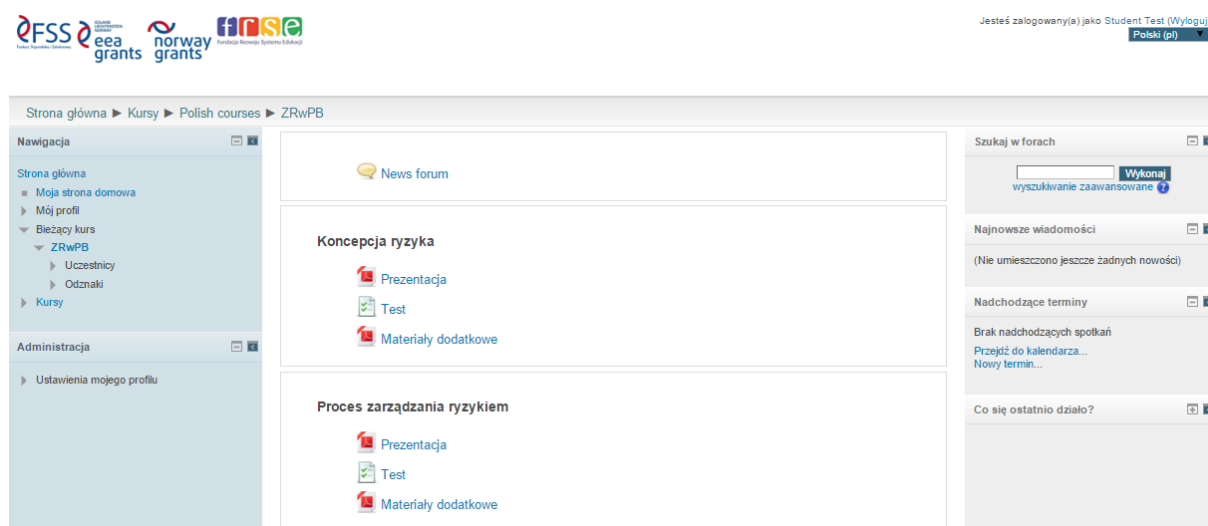 FSS
eea
grants
norway
grants
frse
Fundacja Rozwoju Systemu Edukacji
Jesteś zalogowany(a) jako Student Test (Wyloguj
Polski (pl)
Strona główna ► Kursy ► Polish courses ► ZRwPB
Nawigacja
Strona główna
Moja strona domowa
Mój profil
Bieżący kurs
ZRwPB
Uczestnicy
Odznaki
Kursy
Administracja
Ustawienia mojego profilu
News forum
Koncepcja ryzyka
Prezentacja
Test
Materiały dodatkowe
Proces zarządzania ryzykiem
Prezentacja
Test
Materiały dodatkowe
Szukaj w forach
Wykonaj
wyszukiwanie zaawansowane
Najnowsze wiadomości
(Nie umieszczono jeszcze żadnych nowości)
Nadchodzące terminy
Brak nadchodzących spotkań
Przejdź do kalendarza...
Nowy termin...
Co się ostatnio działo?